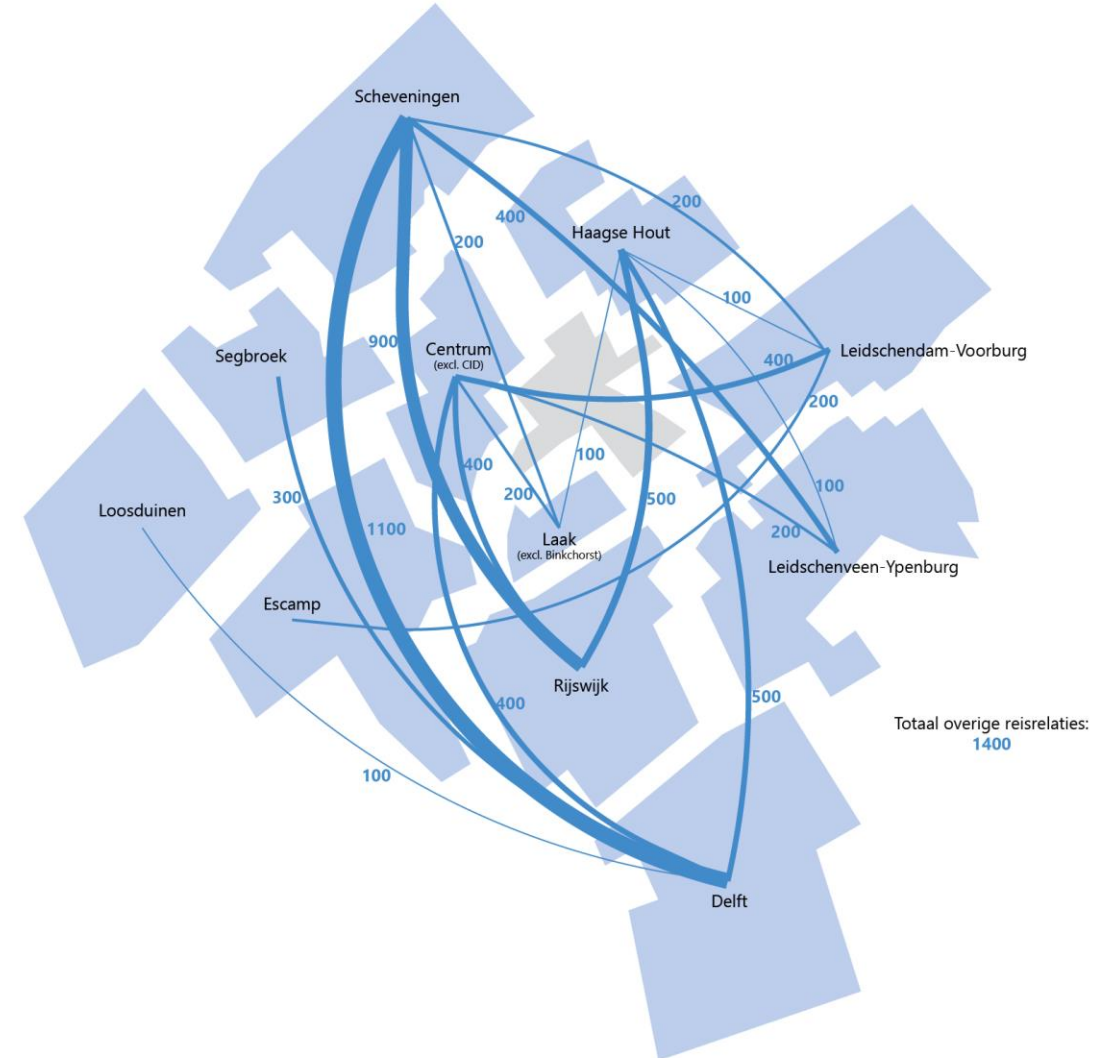 Scheveningen
200
400
Haagse Hout
200
100
900
Centrum
(excl. CID)
Segbroek
Leidschendam-Voorburg
400
200
400
100
Loosduinen
300
200
500
100
1100
200
Laak
(excl. Binkchorst)
Leidschenveen-Ypenburg
Escamp
Rijswijk
500
400
Totaal overige reisrelaties:
1400
100
Delft